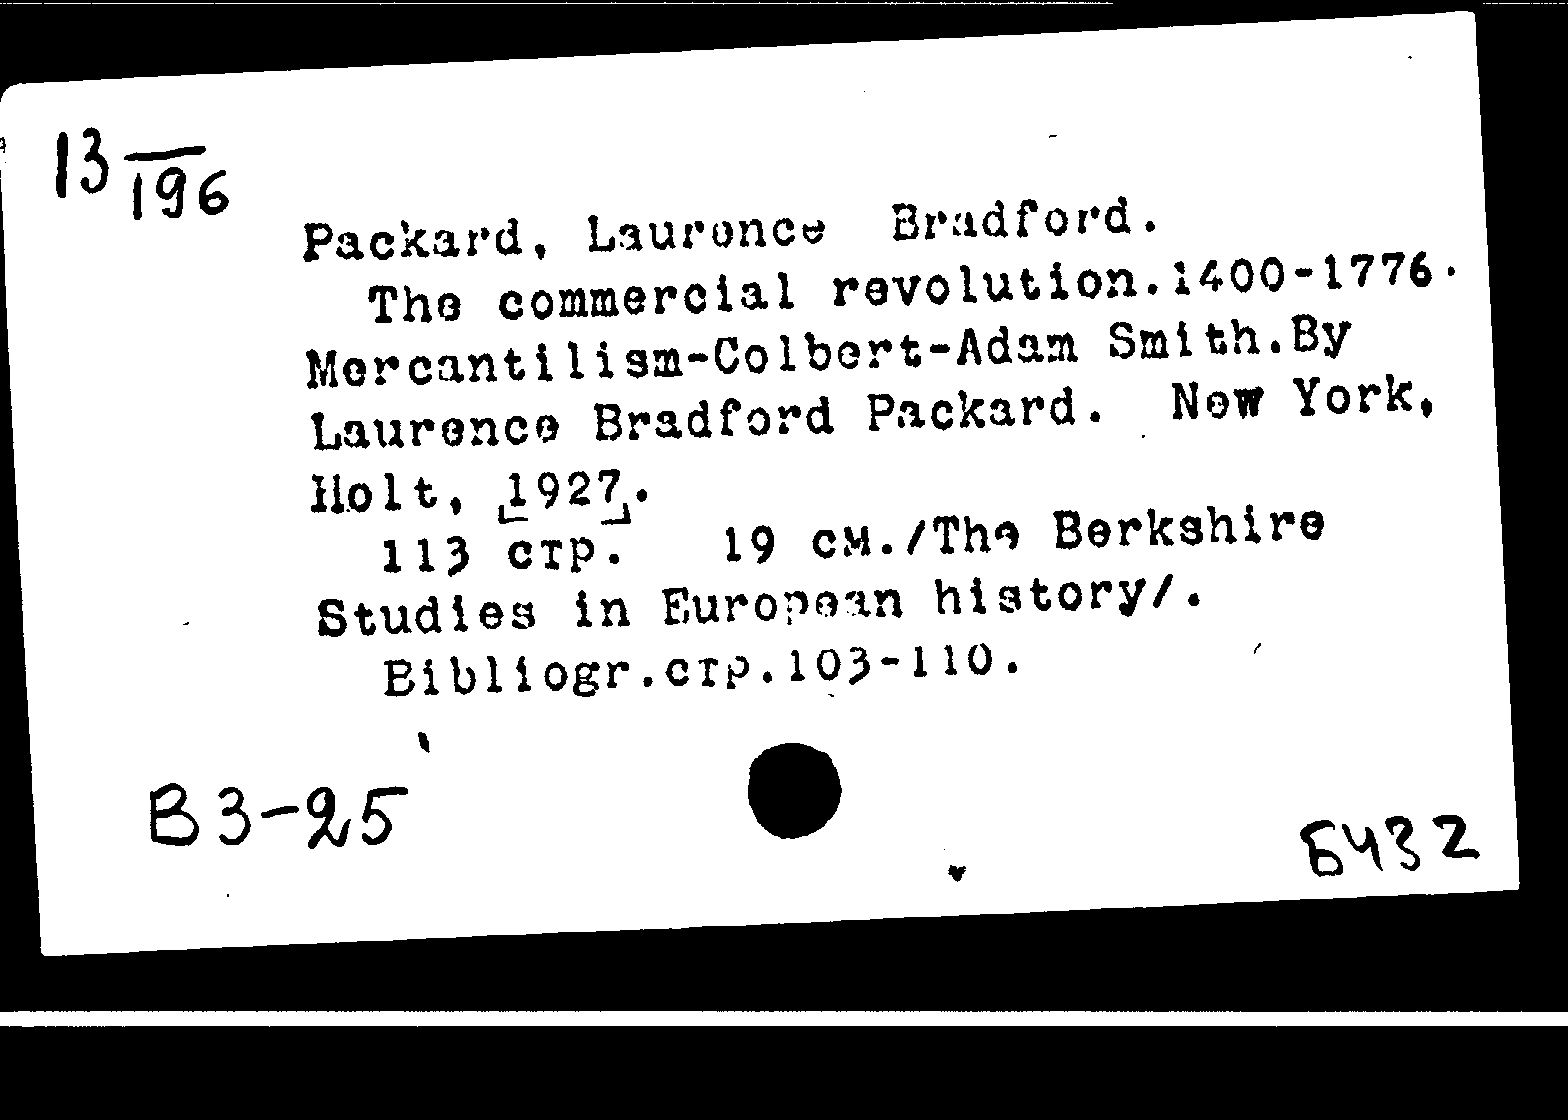 13 196
Packard, Laurence Bradford.
The commercial revolution.1400-1776.
Mercantilism-Colbert-Adam Smith.By
Laurence Bradford Packard. New York,
Holt, [1927].
113 стр. 19 см./The Berkshire
Studies in European history/.
Bibliogr.стр.103-110.
B3-25
Б432